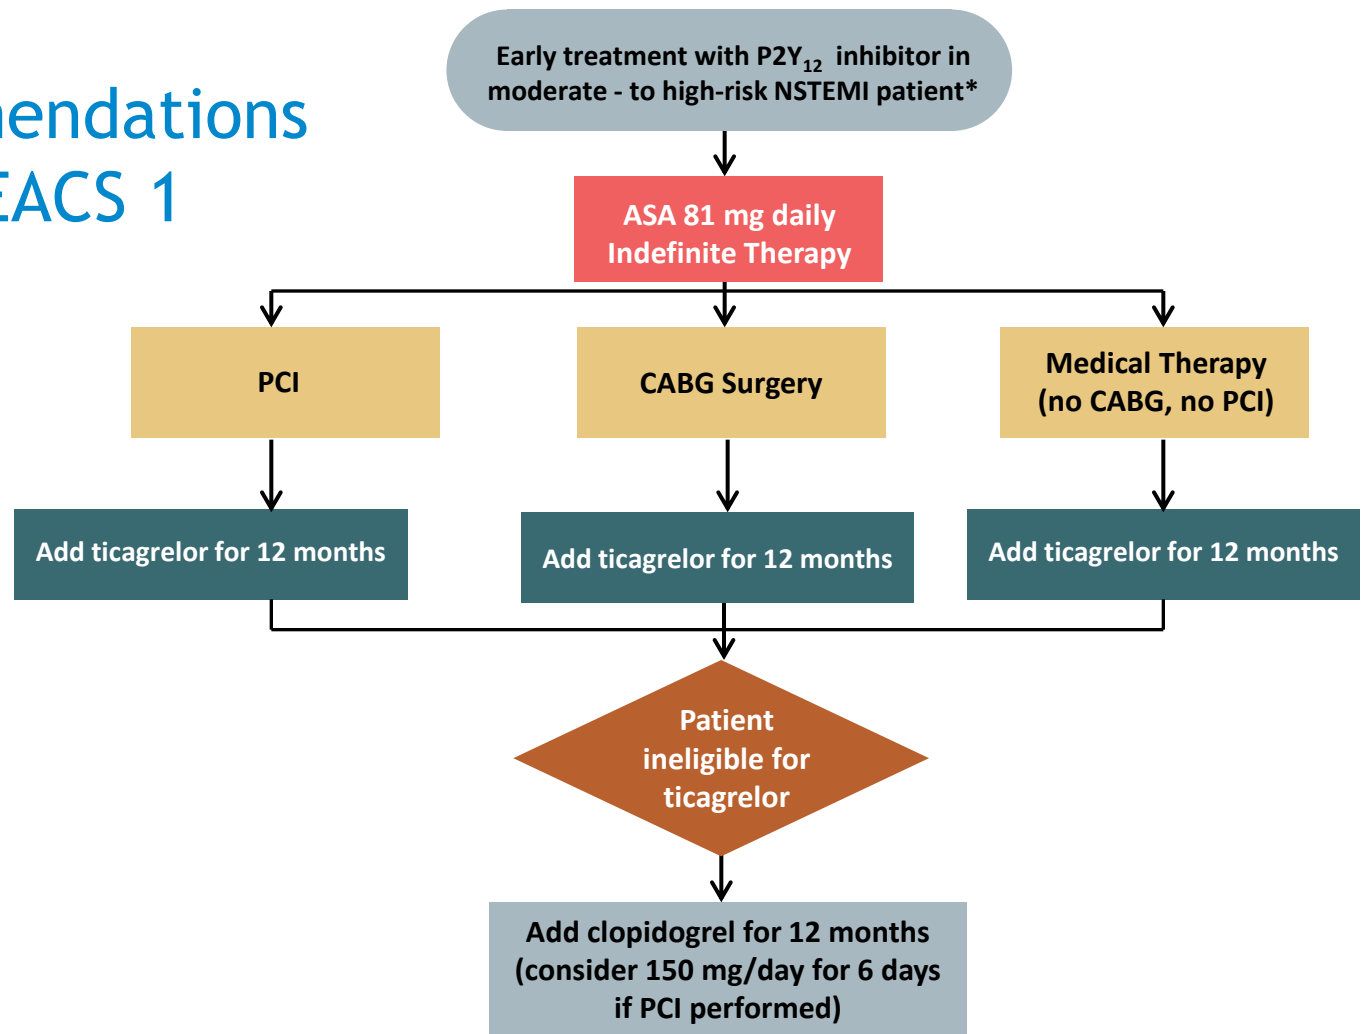 Early treatment with P2Y₁₂ inhibitor in
moderate - to high-risk NSTEMI patient*
EACS 1
ASA 81 mg daily
Indefinite Therapy
PCI
CABG Surgery
Medical Therapy
(no CABG, no PCI)
Add ticagrelor for 12 months
Add ticagrelor for 12 months
Add ticagrelor for 12 months
Patient
ineligible for
ticagrelor
Add clopidogrel for 12 months
(consider 150 mg/day for 6 days
if PCI performed)